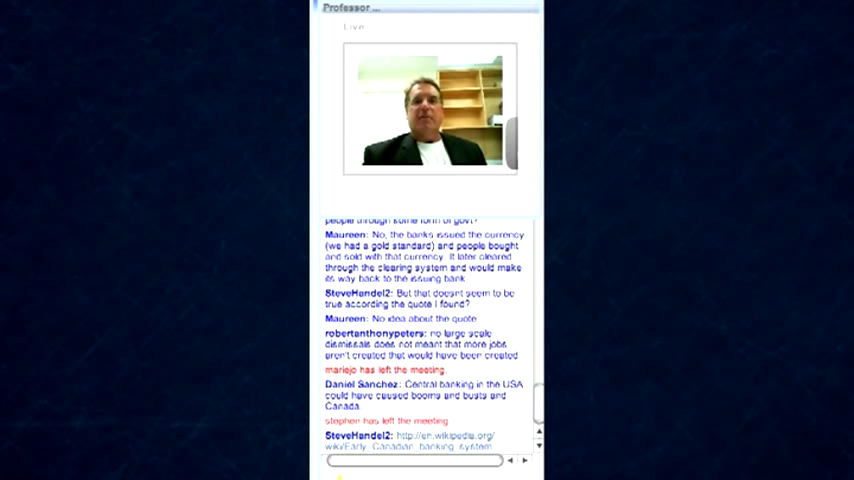 Professor ...
Live
people through some form of govt?
Maureen: No, the banks issued the currency
(we had a gold standard) and people bought
and sold with that currency. It later cleared
through the clearing system and would make
its way back to the issuing bank
SteveHandel2: But that doesnt seem to be
true according the quote I found?
Maureen: No idea about the quote
robertanthonypeters: no large scale
dismissals does not meant that more jobs
aren't created that would have been created
mariejo has left the meeting
Daniel Sanchez: Central banking in the USA
could have caused booms and busts and
Canada.
stephen has left the meeting
SteveHandel2: http://en.wikipedia.org/
wiki/Early_Canadian_banking_system